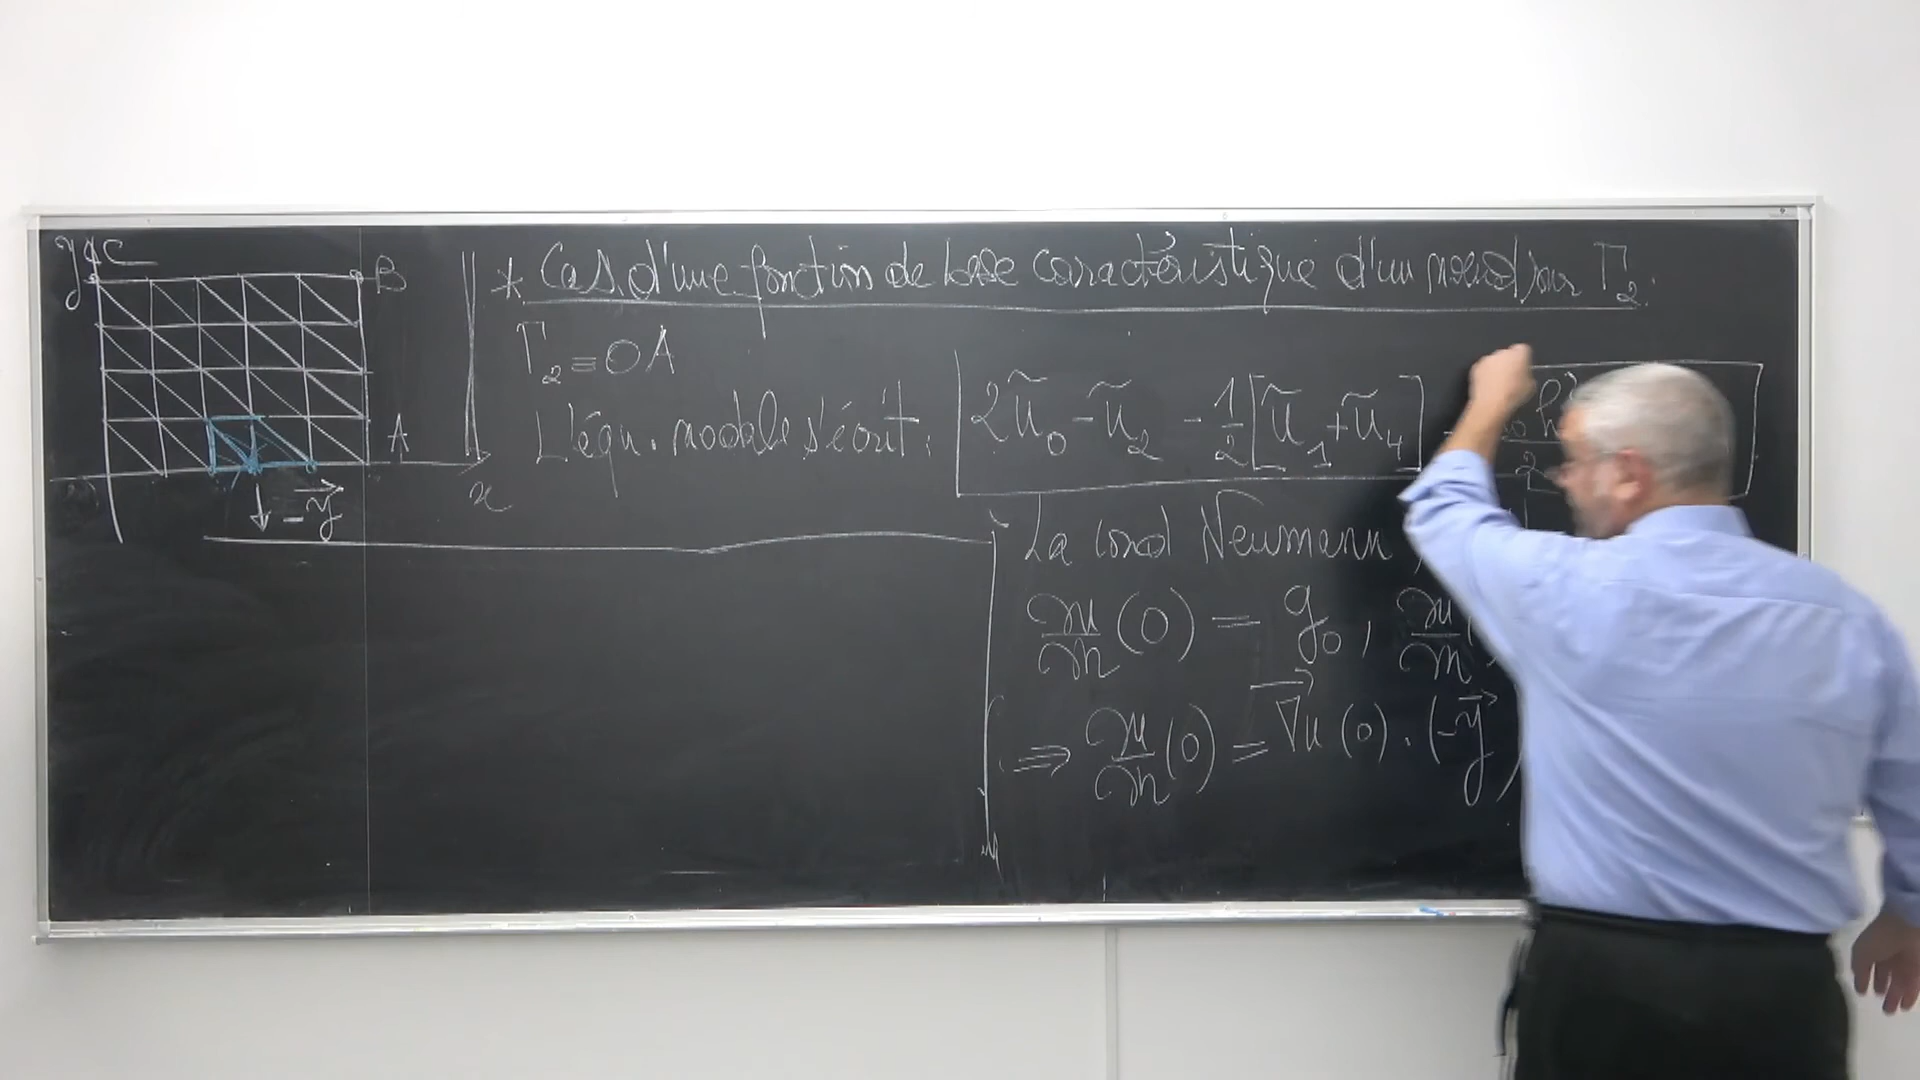 y C
B
A
x
-y⃗
* Cas d'une fonction de base caractéristique d'un noeud sur Γ₂.
Γ₂ = OA
L'équ. nodale s'écrit:
2ũ₀ - ũ₂ - 1/2 [ũ₁ + ũ₄]
h²
2
La cond Neumann
∂u/∂n (0) = g₀, ∂u/∂n
⇒ ∂u/∂n (0) = ∇u⃗ (0) . (-y⃗